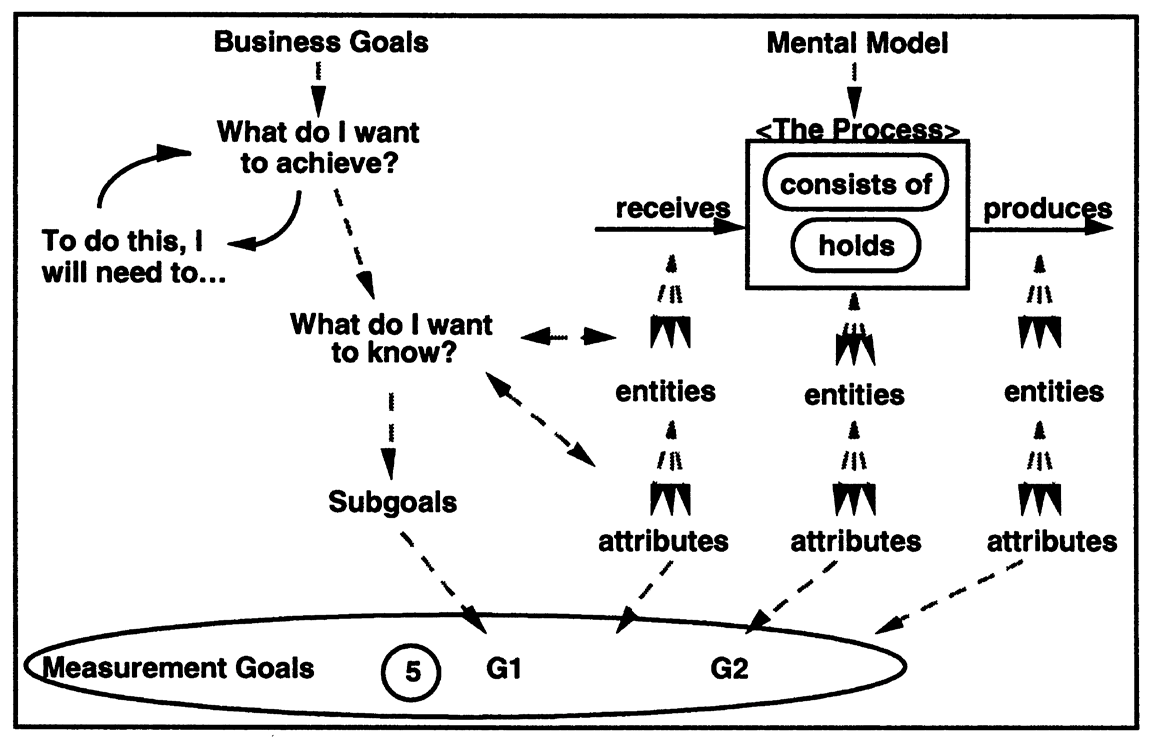 Business Goals
Mental Model
What do I want
to achieve?
<The Process>
consists of
receives
produces
To do this, I
will need to...
holds
What do I want
to know?
entities
entities
entities
Subgoals
attributes
attributes
attributes
Measurement Goals
5
G1
G2